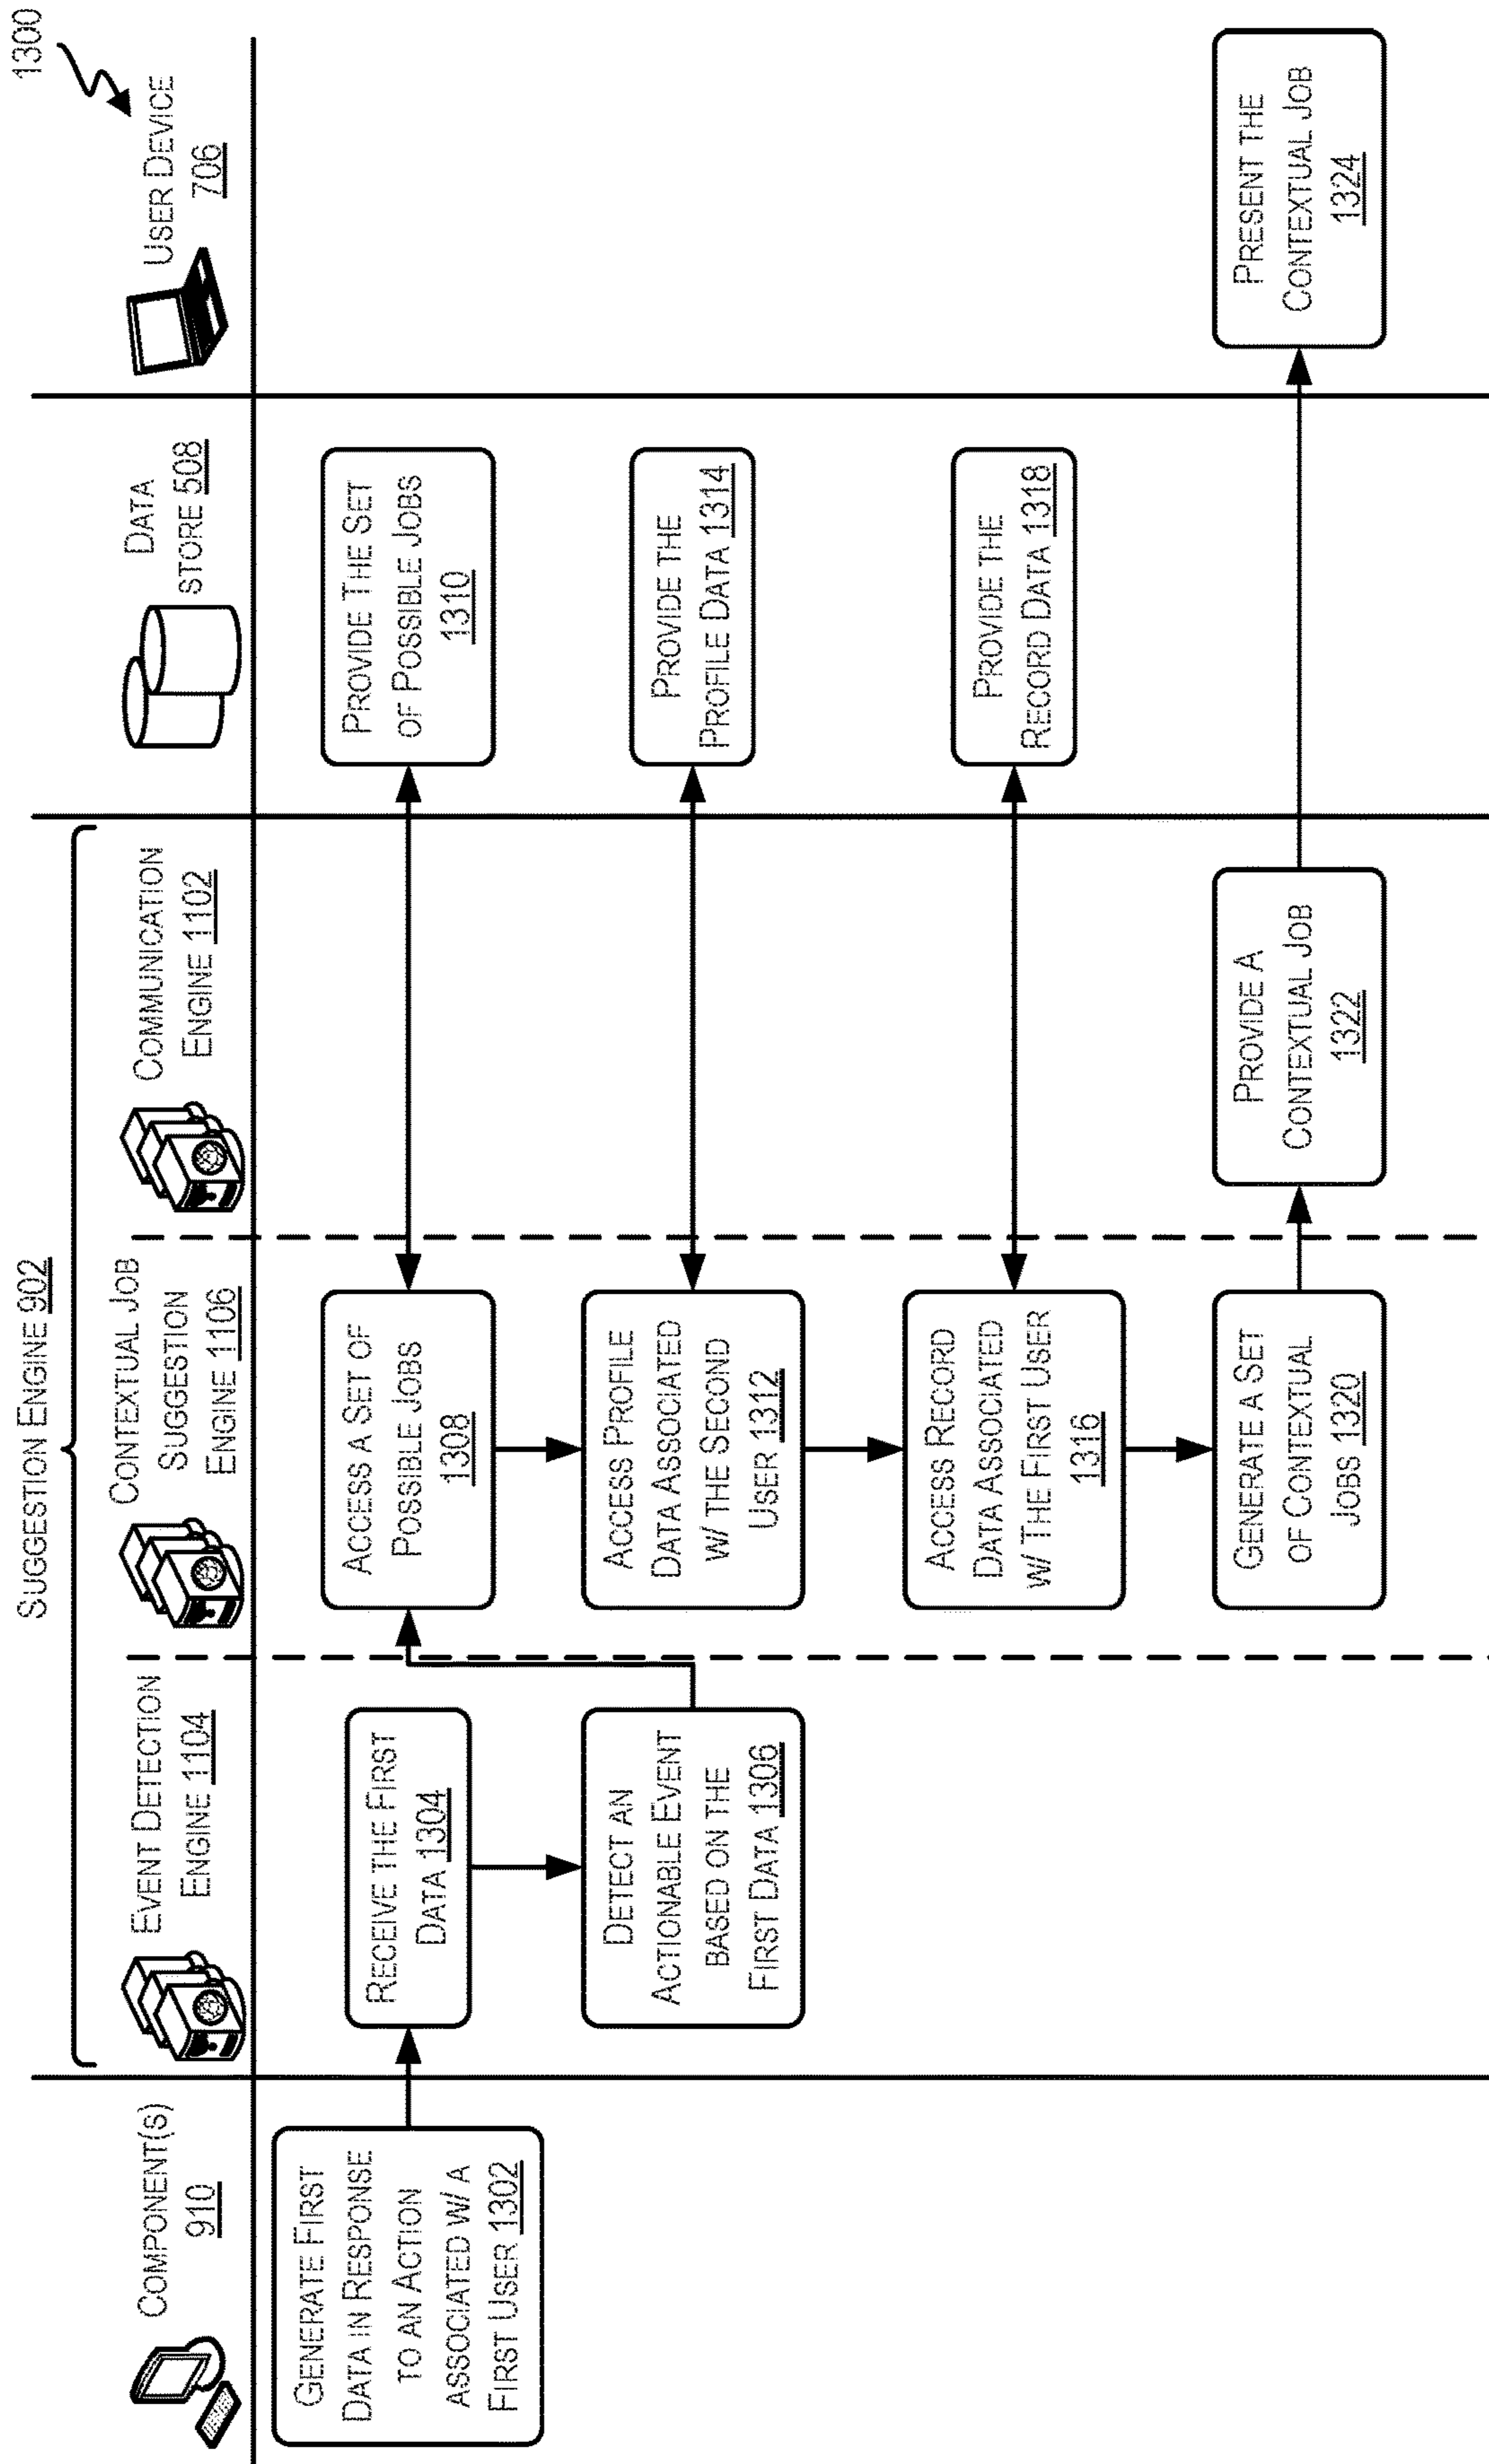 1300
SUGGESTION ENGINE 902
COMPONENT(S)
910
EVENT DETECTION
ENGINE 1104
CONTEXTUAL JOB
SUGGESTION
ENGINE 1106
COMMUNICATION
ENGINE 1102
DATA
STORE 508
USER DEVICE
706
GENERATE FIRST
DATA IN RESPONSE
TO AN ACTION
ASSOCIATED W/ A
FIRST USER 1302
RECEIVE THE FIRST
DATA 1304
DETECT AN
ACTIONABLE EVENT
BASED ON THE
FIRST DATA 1306
ACCESS A SET OF
POSSIBLE JOBS
1308
PROVIDE THE SET
OF POSSIBLE JOBS
1310
ACCESS PROFILE
DATA ASSOCIATED
W/ THE SECOND
USER 1312
PROVIDE THE
PROFILE DATA 1314
ACCESS RECORD
DATA ASSOCIATED
W/ THE FIRST USER
1316
PROVIDE THE
RECORD DATA 1318
GENERATE A SET
OF CONTEXTUAL
JOBS 1320
PROVIDE A
CONTEXTUAL JOB
1322
PRESENT THE
CONTEXTUAL JOB
1324